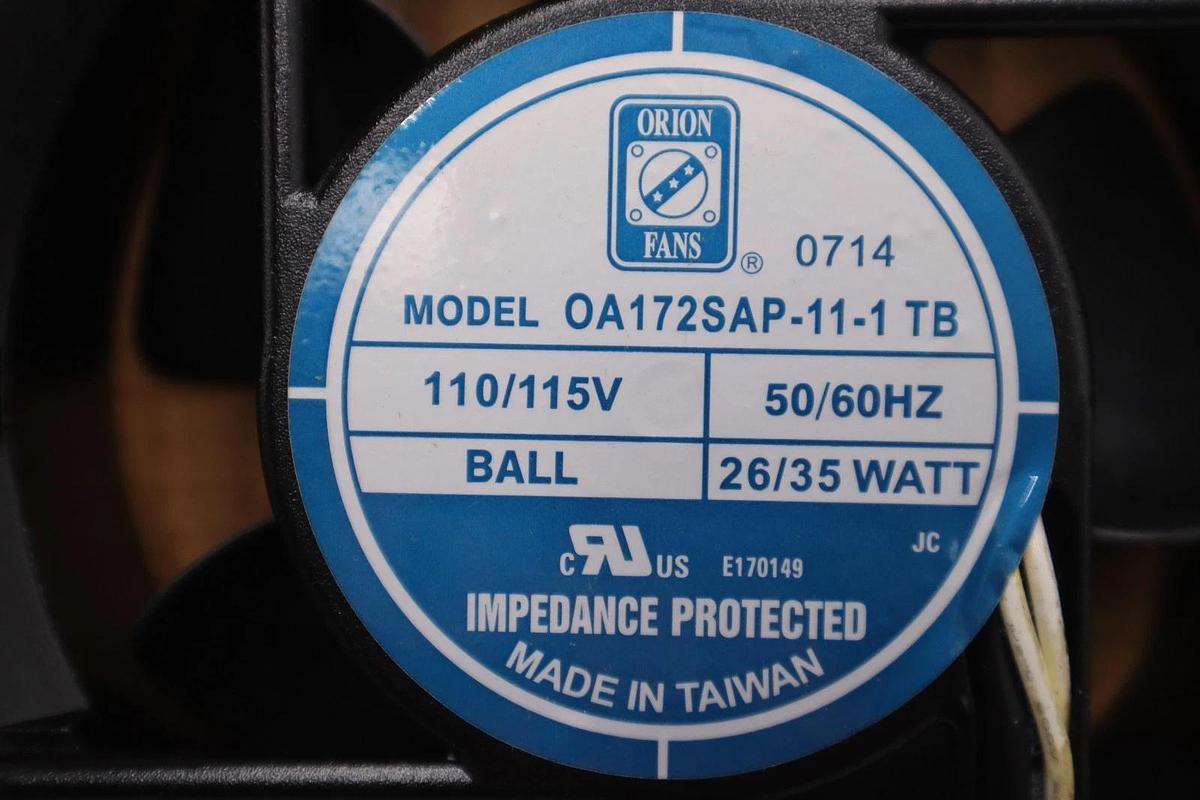 ORION
FANS
® 0714
MODEL OA172SAP-11-1 TB
110/115V 50/60HZ
BALL 26/35 WATT
JC
C RU US E170149
IMPEDANCE PROTECTED
MADE IN TAIWAN